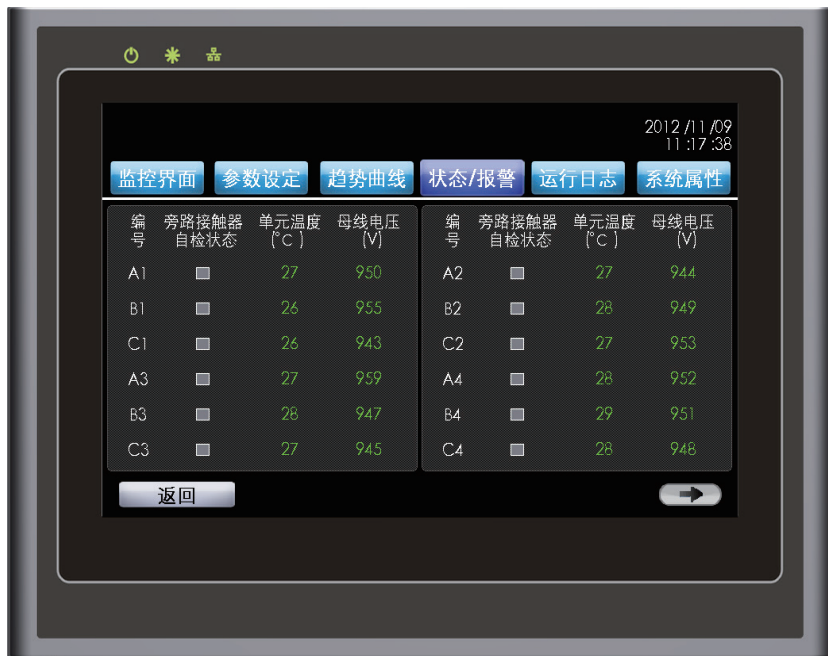 2012 /11 /09
11 :17 :38
监控界面 参数设定 趋势曲线 状态/报警 运行日志 系统属性
编号 旁路接触器自检状态 单元温度(°C ) 母线电压(V) 编号 旁路接触器自检状态 单元温度(°C ) 母线电压(V)
A1 27 950 A2 27 944
B1 26 955 B2 28 949
C1 26 943 C2 27 953
A3 27 959 A4 28 952
B3 28 947 B4 29 951
C3 27 945 C4 28 948
返回